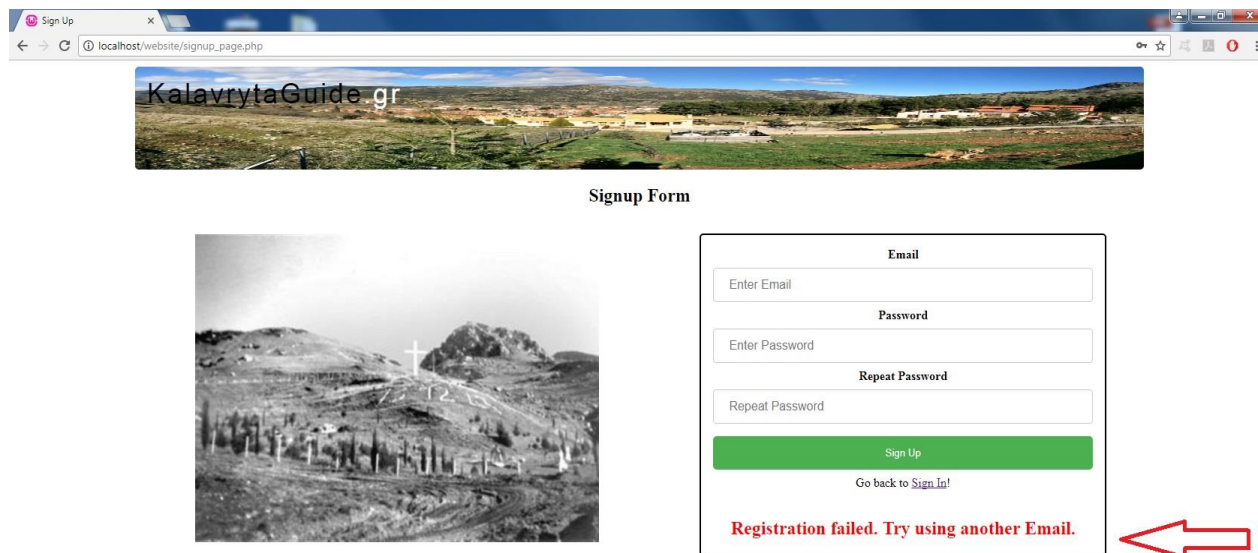 Sign Up
localhost/website/signup_page.php
KalavrytaGuide.gr
Signup Form
Email
Enter Email
Password
Enter Password
Repeat Password
Repeat Password
Sign Up
Go back to Sign In!
Registration failed. Try using another Email.